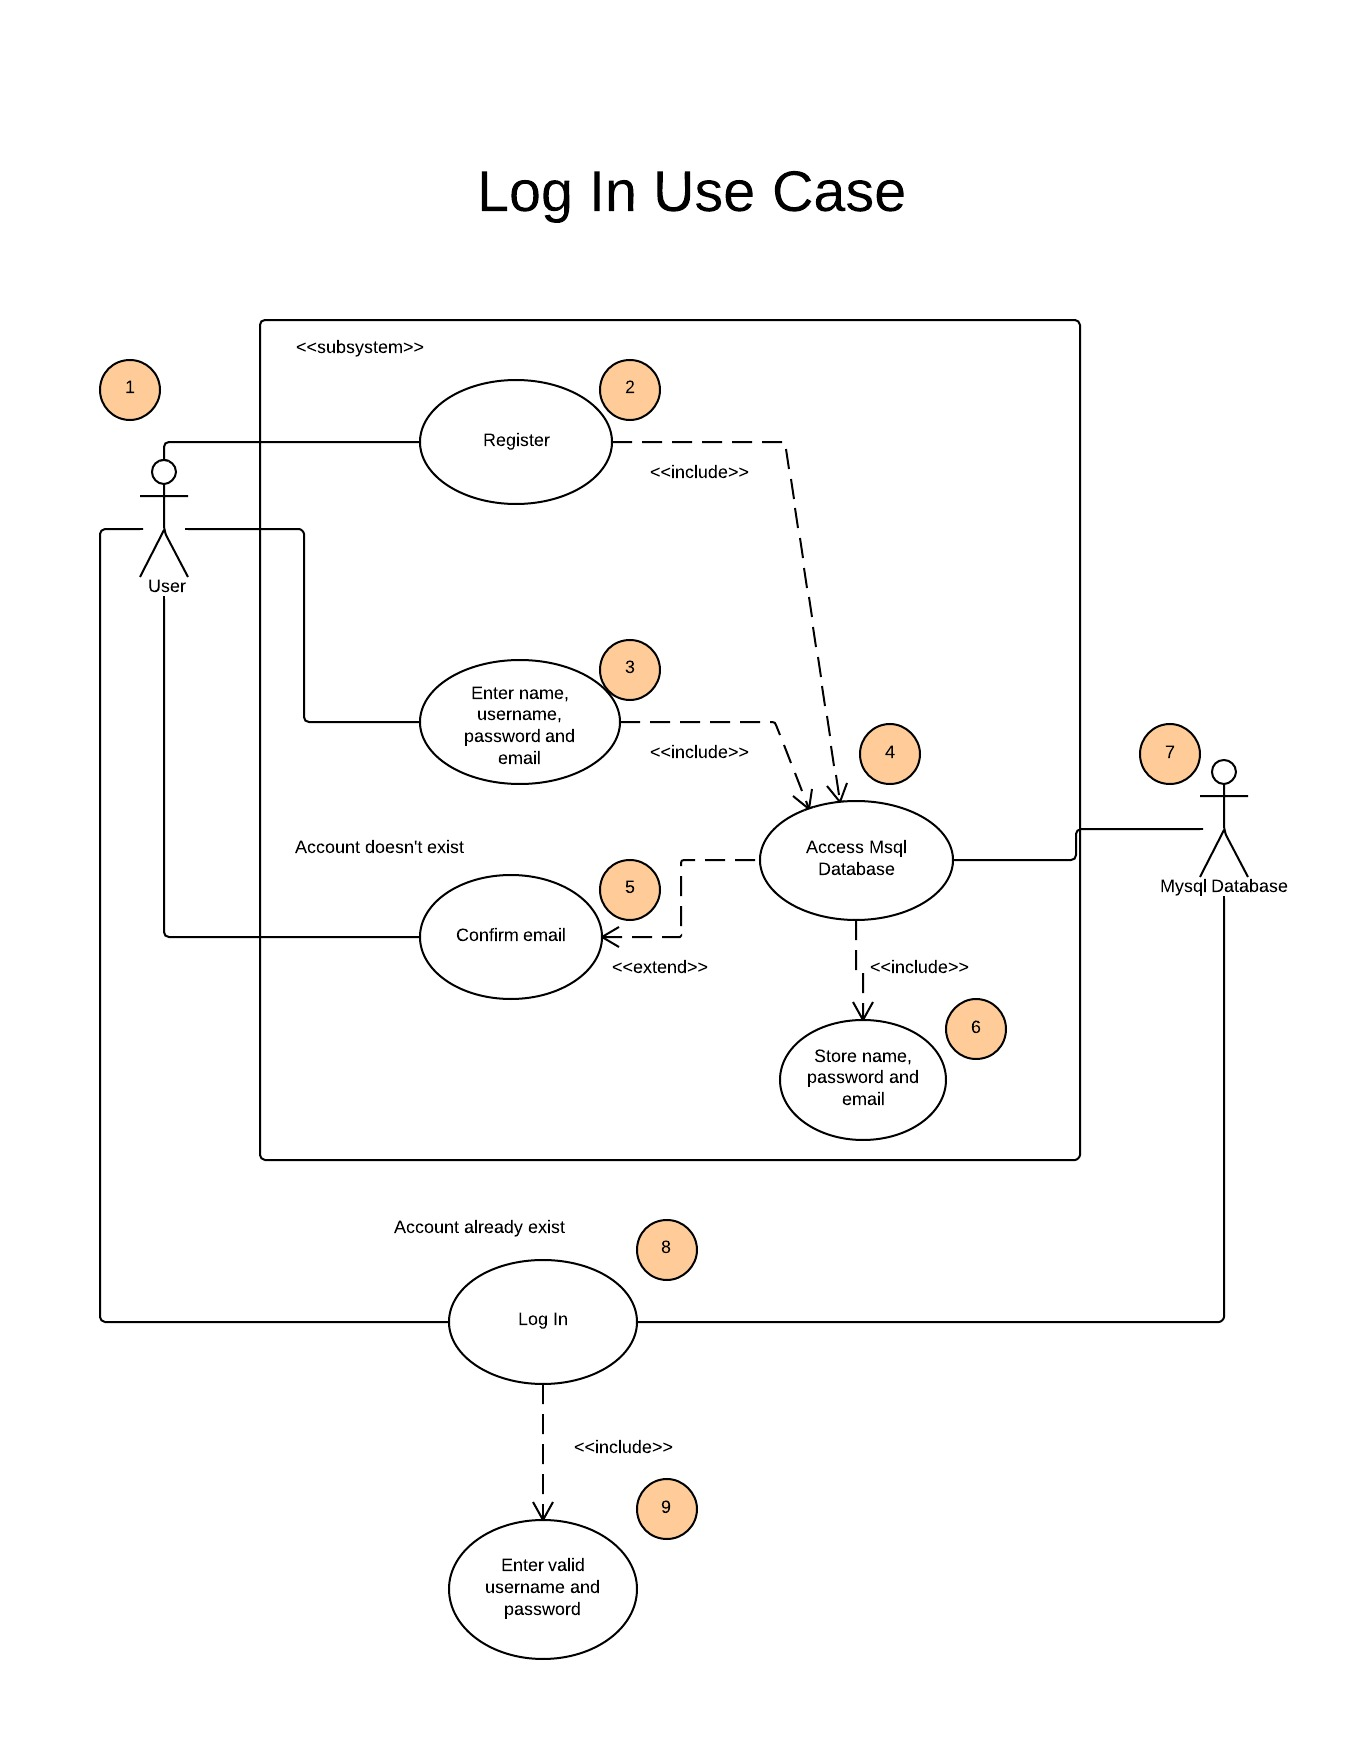 Log In Use Case
<<subsystem>>
1
2
Register
<<include>>
User
3
Enter name,
username,
password and
email
<<include>>
4
7
Access Msql
Database
Mysql Database
Account doesn't exist
5
Confirm email
<<extend>>
<<include>>
6
Store name,
password and
email
Account already exist
8
Log In
<<include>>
9
Enter valid
username and
password